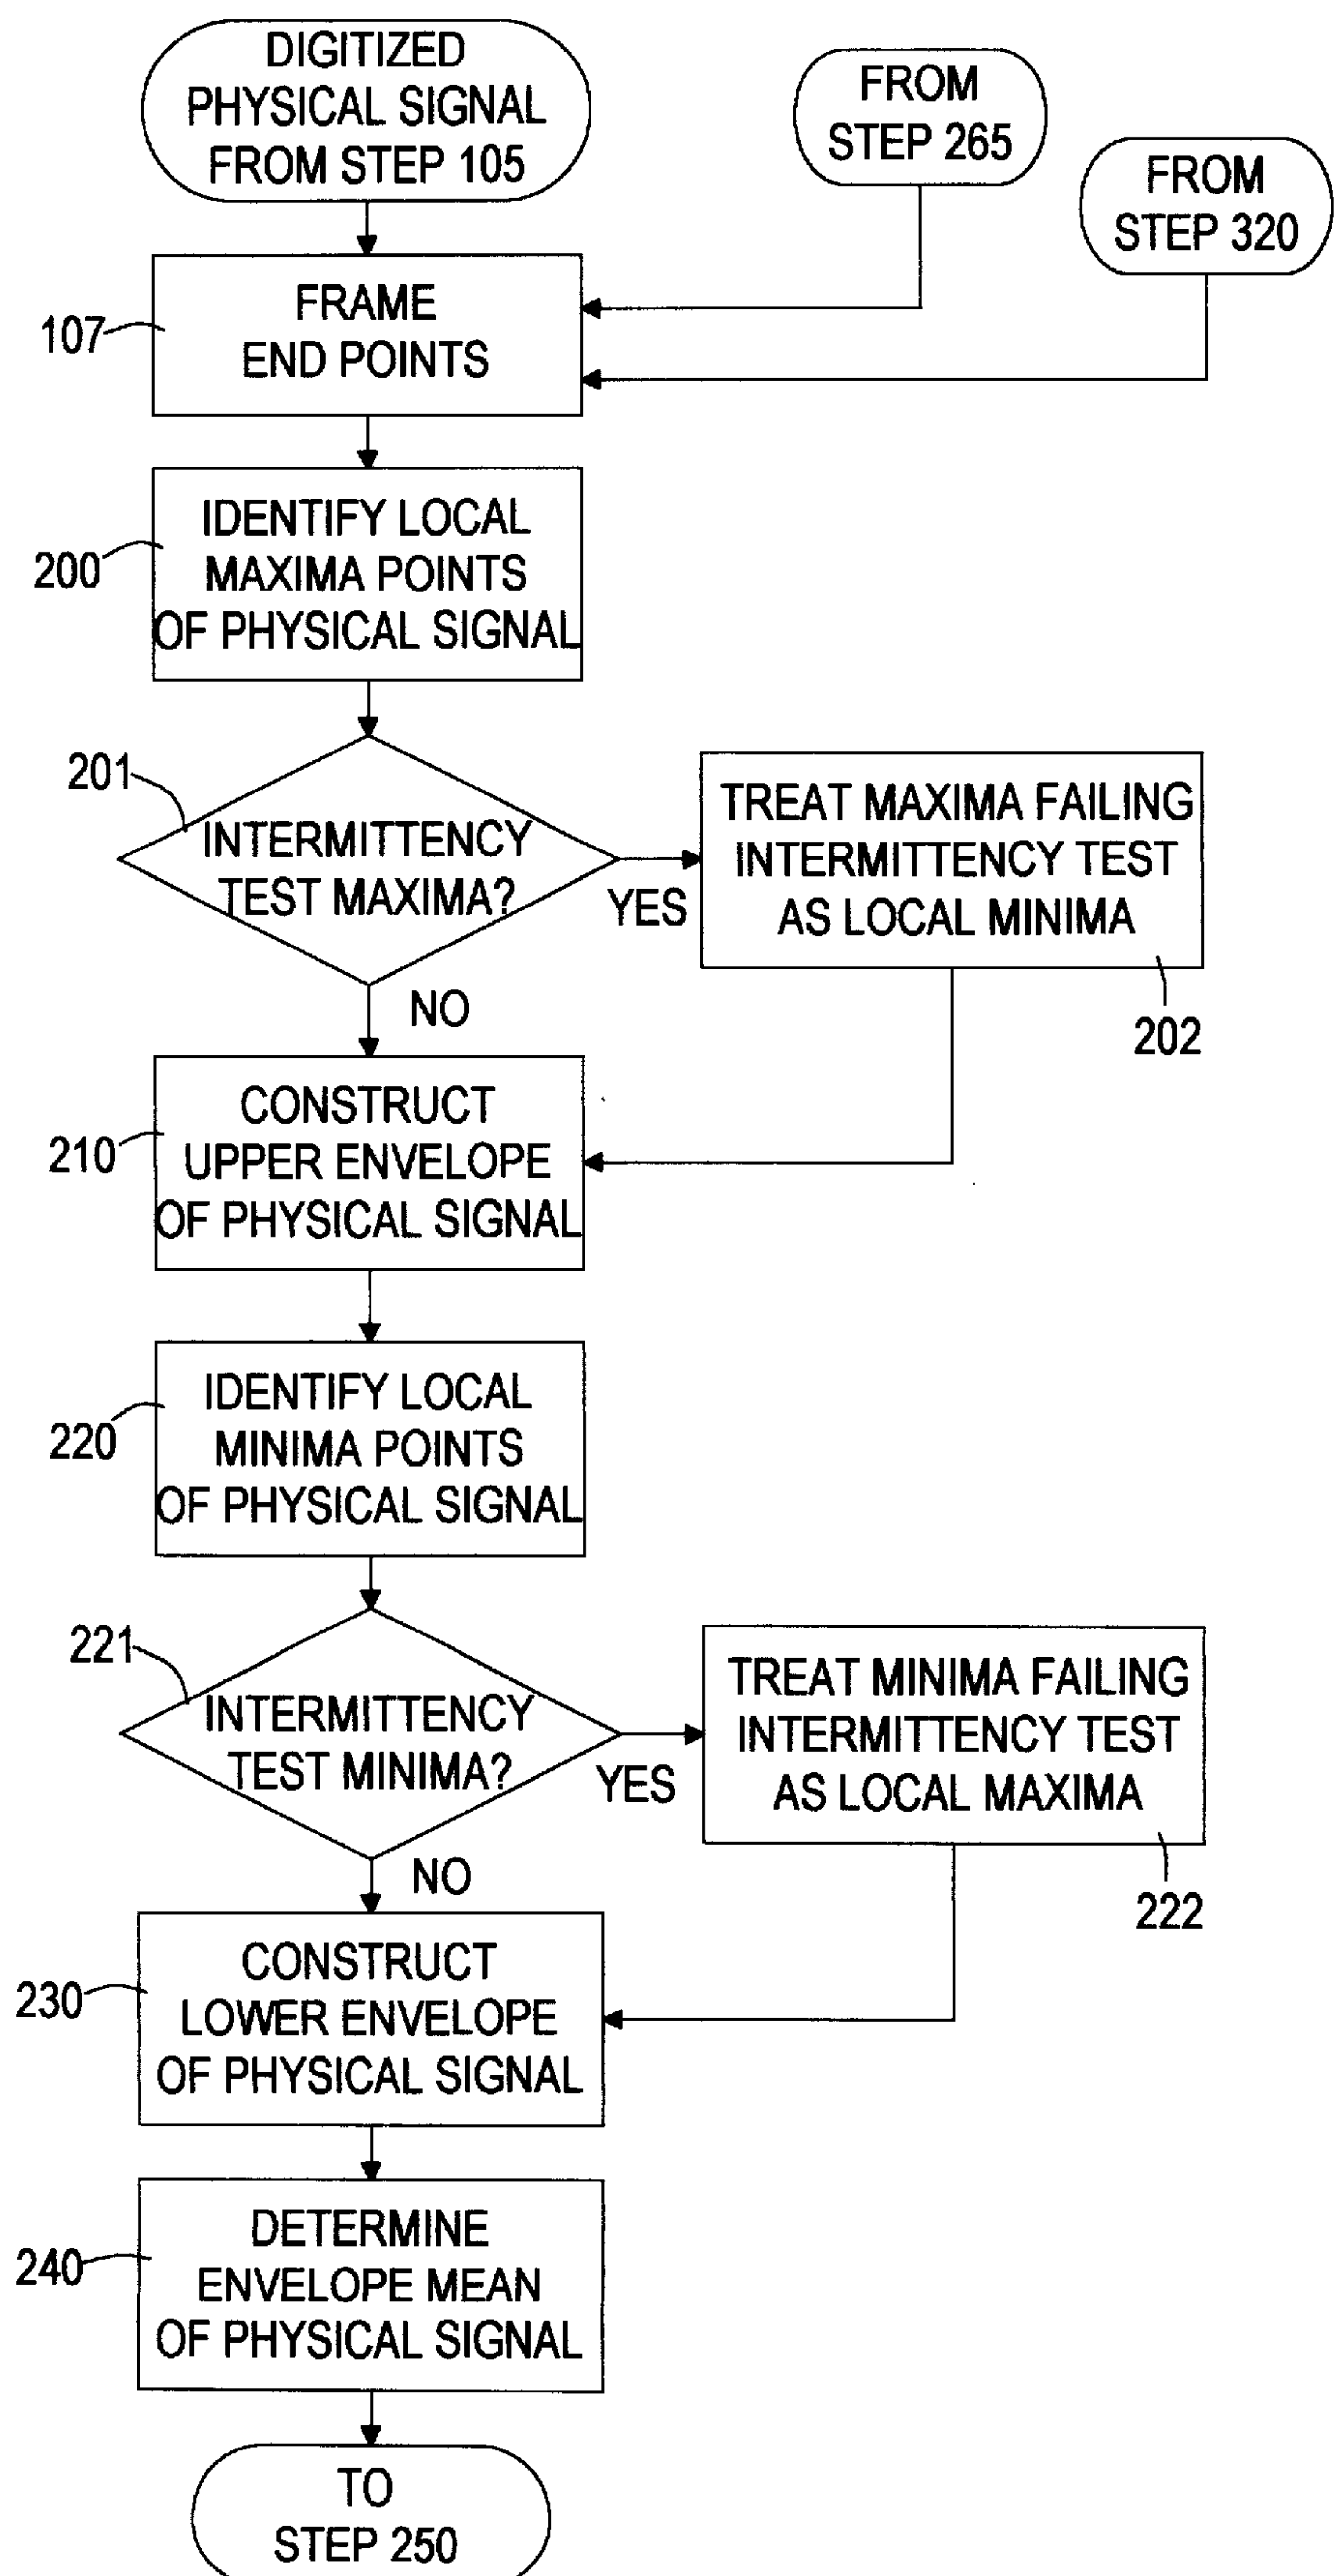 DIGITIZED
PHYSICAL SIGNAL
FROM STEP 105
FROM
STEP 265
FROM
STEP 320
107
FRAME
END POINTS
200
IDENTIFY LOCAL
MAXIMA POINTS
OF PHYSICAL SIGNAL
201
INTERMITTENCY
TEST MAXIMA?
YES
NO
TREAT MAXIMA FAILING
INTERMITTENCY TEST
AS LOCAL MINIMA
202
210
CONSTRUCT
UPPER ENVELOPE
OF PHYSICAL SIGNAL
220
IDENTIFY LOCAL
MINIMA POINTS
OF PHYSICAL SIGNAL
221
INTERMITTENCY
TEST MINIMA?
YES
NO
TREAT MINIMA FAILING
INTERMITTENCY TEST
AS LOCAL MAXIMA
222
230
CONSTRUCT
LOWER ENVELOPE
OF PHYSICAL SIGNAL
240
DETERMINE
ENVELOPE MEAN
OF PHYSICAL SIGNAL
TO
STEP 250